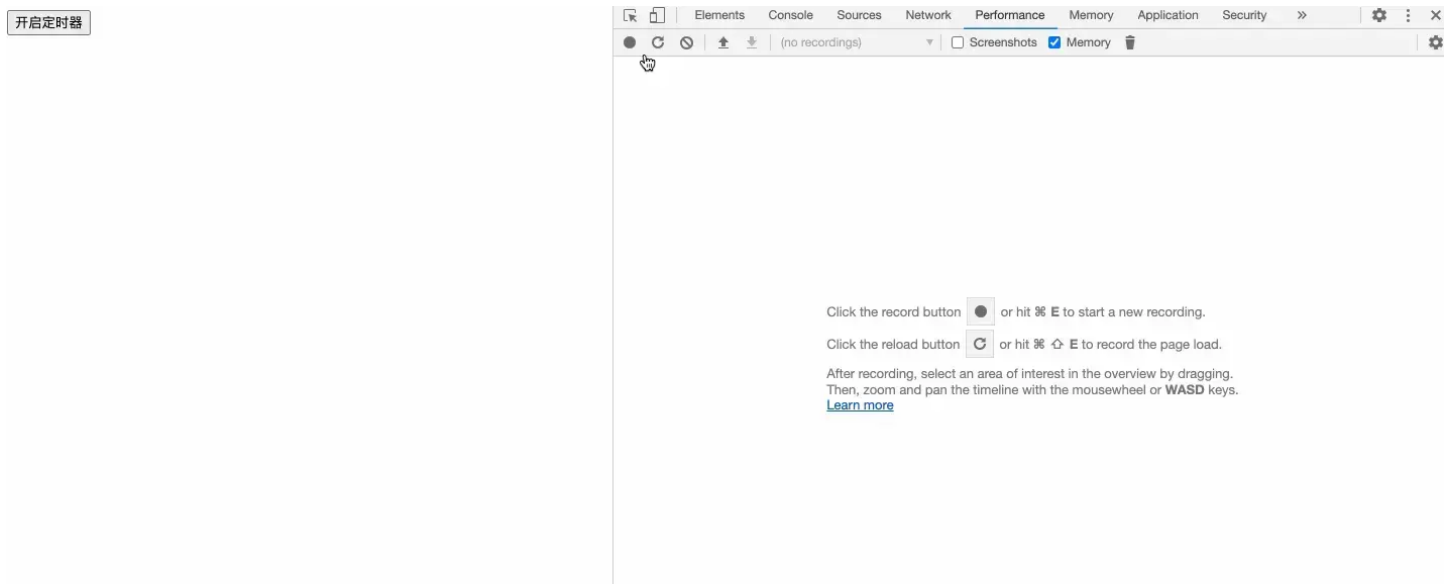 开启定时器
Elements Console Sources Network Performance Memory Application Security »
(no recordings) Screenshots Memory
Click the record button or hit ⌘ E to start a new recording.
Click the reload button or hit ⌘ ⇧ E to record the page load.
After recording, select an area of interest in the overview by dragging.
Then, zoom and pan the timeline with the mousewheel or WASD keys.
Learn more